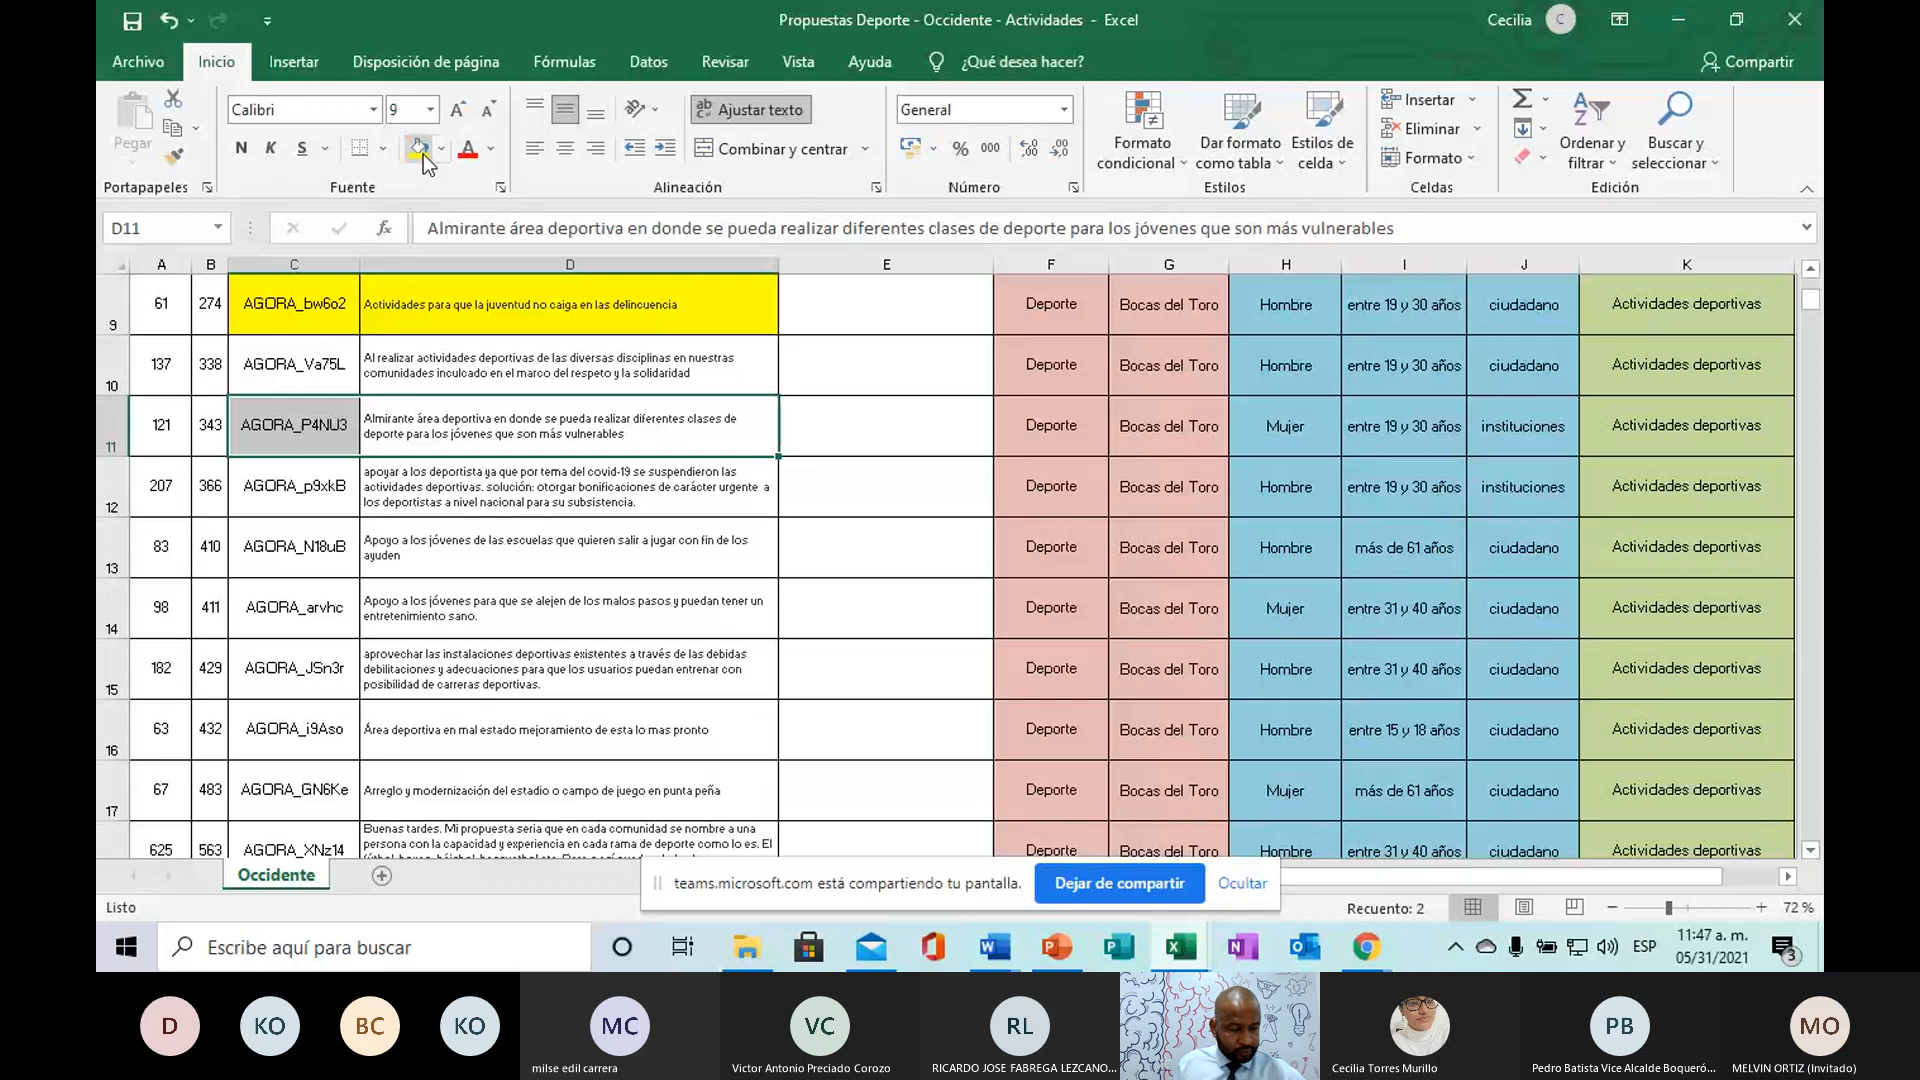 Propuestas Deporte - Occidente - Actividades - Excel
Cecilia
C
Archivo
Inicio
Insertar
Disposición de página
Fórmulas
Datos
Revisar
Vista
Ayuda
¿Qué desea hacer?
Compartir
Pegar
Portapapeles
Calibri
9
A
A
N
K
S
A
Fuente
ab
Ajustar texto
Combinar y centrar
Alineación
General
%
000
Número
Formato condicional
Dar formato como tabla
Estilos de celda
Estilos
Insertar
Eliminar
Formato
Celdas
Ordenar y filtrar
Buscar y seleccionar
Edición
D11
fx
Almirante área deportiva en donde se pueda realizar diferentes clases de deporte para los jóvenes que son más vulnerables
A B C D E F G H I J K
9 61 274 AGORA_bw6o2 Actividades para que la juventud no caiga en las delincuencia Deporte Bocas del Toro Hombre entre 19 y 30 años ciudadano Actividades deportivas
10 137 338 AGORA_Va75L Al realizar actividades deportivas de las diversas disciplinas en nuestras
comunidades inculcado en el marco del respeto y la solidaridad Deporte Bocas del Toro Hombre entre 19 y 30 años ciudadano Actividades deportivas
11 121 343 AGORA_P4NU3 Almirante área deportiva en donde se pueda realizar diferentes clases de
deporte para los jóvenes que son más vulnerables Deporte Bocas del Toro Mujer entre 19 y 30 años instituciones Actividades deportivas
12 207 366 AGORA_p9xkB apoyar a los deportista ya que por tema del covid-19 se suspendieron las
actividades deportivas. solución: otorgar bonificaciones de carácter urgente a
los deportistas a nivel nacional para su subsistencia. Deporte Bocas del Toro Hombre entre 19 y 30 años instituciones Actividades deportivas
13 83 410 AGORA_N18uB Apoyo a los jóvenes de las escuelas que quieren salir a jugar con fin de los
ayuden Deporte Bocas del Toro Hombre más de 61 años ciudadano Actividades deportivas
14 98 411 AGORA_arvhc Apoyo a los jóvenes para que se alejen de los malos pasos y puedan tener un
entretenimiento sano. Deporte Bocas del Toro Mujer entre 31 y 40 años ciudadano Actividades deportivas
15 182 429 AGORA_JSn3r aprovechar las instalaciones deportivas existentes a través de las debidas
debilitaciones y adecuaciones para que los usuarios puedan entrenar con
posibilidad de carreras deportivas. Deporte Bocas del Toro Hombre entre 31 y 40 años ciudadano Actividades deportivas
16 63 432 AGORA_i9Aso Área deportiva en mal estado mejoramiento de esta lo mas pronto Deporte Bocas del Toro Hombre entre 15 y 18 años ciudadano Actividades deportivas
17 67 483 AGORA_GN6Ke Arreglo y modernización del estadio o campo de juego en punta peña Deporte Bocas del Toro Mujer más de 61 años ciudadano Actividades deportivas
625 563 AGORA_XNz14 Buenas tardes. Mi propuesta seria que en cada comunidad se nombre a una
persona con la capacidad y experiencia en cada rama de deporte como lo es. El Deporte Bocas del Toro Hombre entre 31 y 40 años ciudadano Actividades deportivas
Occidente
teams.microsoft.com está compartiendo tu pantalla.
Dejar de compartir
Ocultar
Listo
Recuento: 2
72 %
Escribe aquí para buscar
ESP
11:47 a. m.
05/31/2021
3
D
KO
BC
KO
MC
milse edil carrera
VC
Victor Antonio Preciado Corozo
RL
RICARDO JOSE FABREGA LEZCANO...
Cecilia Torres Murillo
PB
Pedro Batista Vice Alcalde Boqueró...
MO
MELVIN ORTIZ (Invitado)